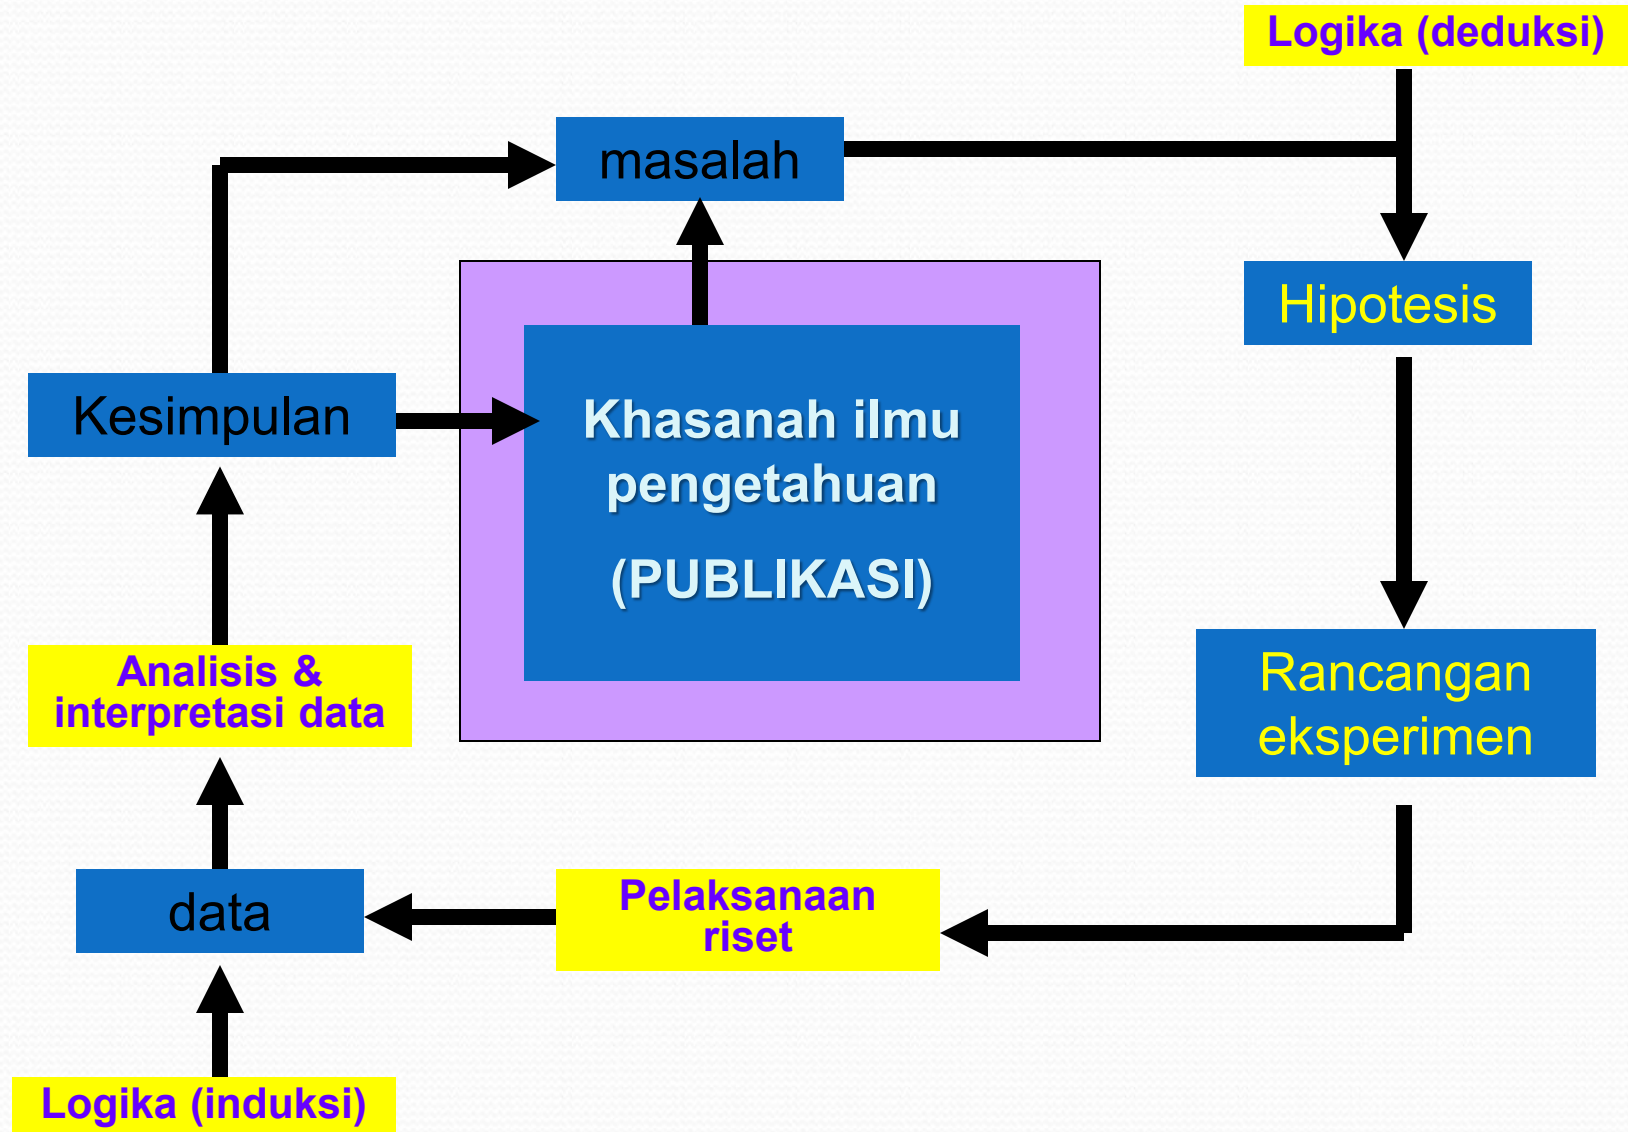 Logika (deduksi)
masalah
Hipotesis
Kesimpulan
Khasanah ilmu
pengetahuan
(PUBLIKASI)
Analisis &
interpretasi data
Rancangan
eksperimen
data
Pelaksanaan
riset
Logika (induksi)